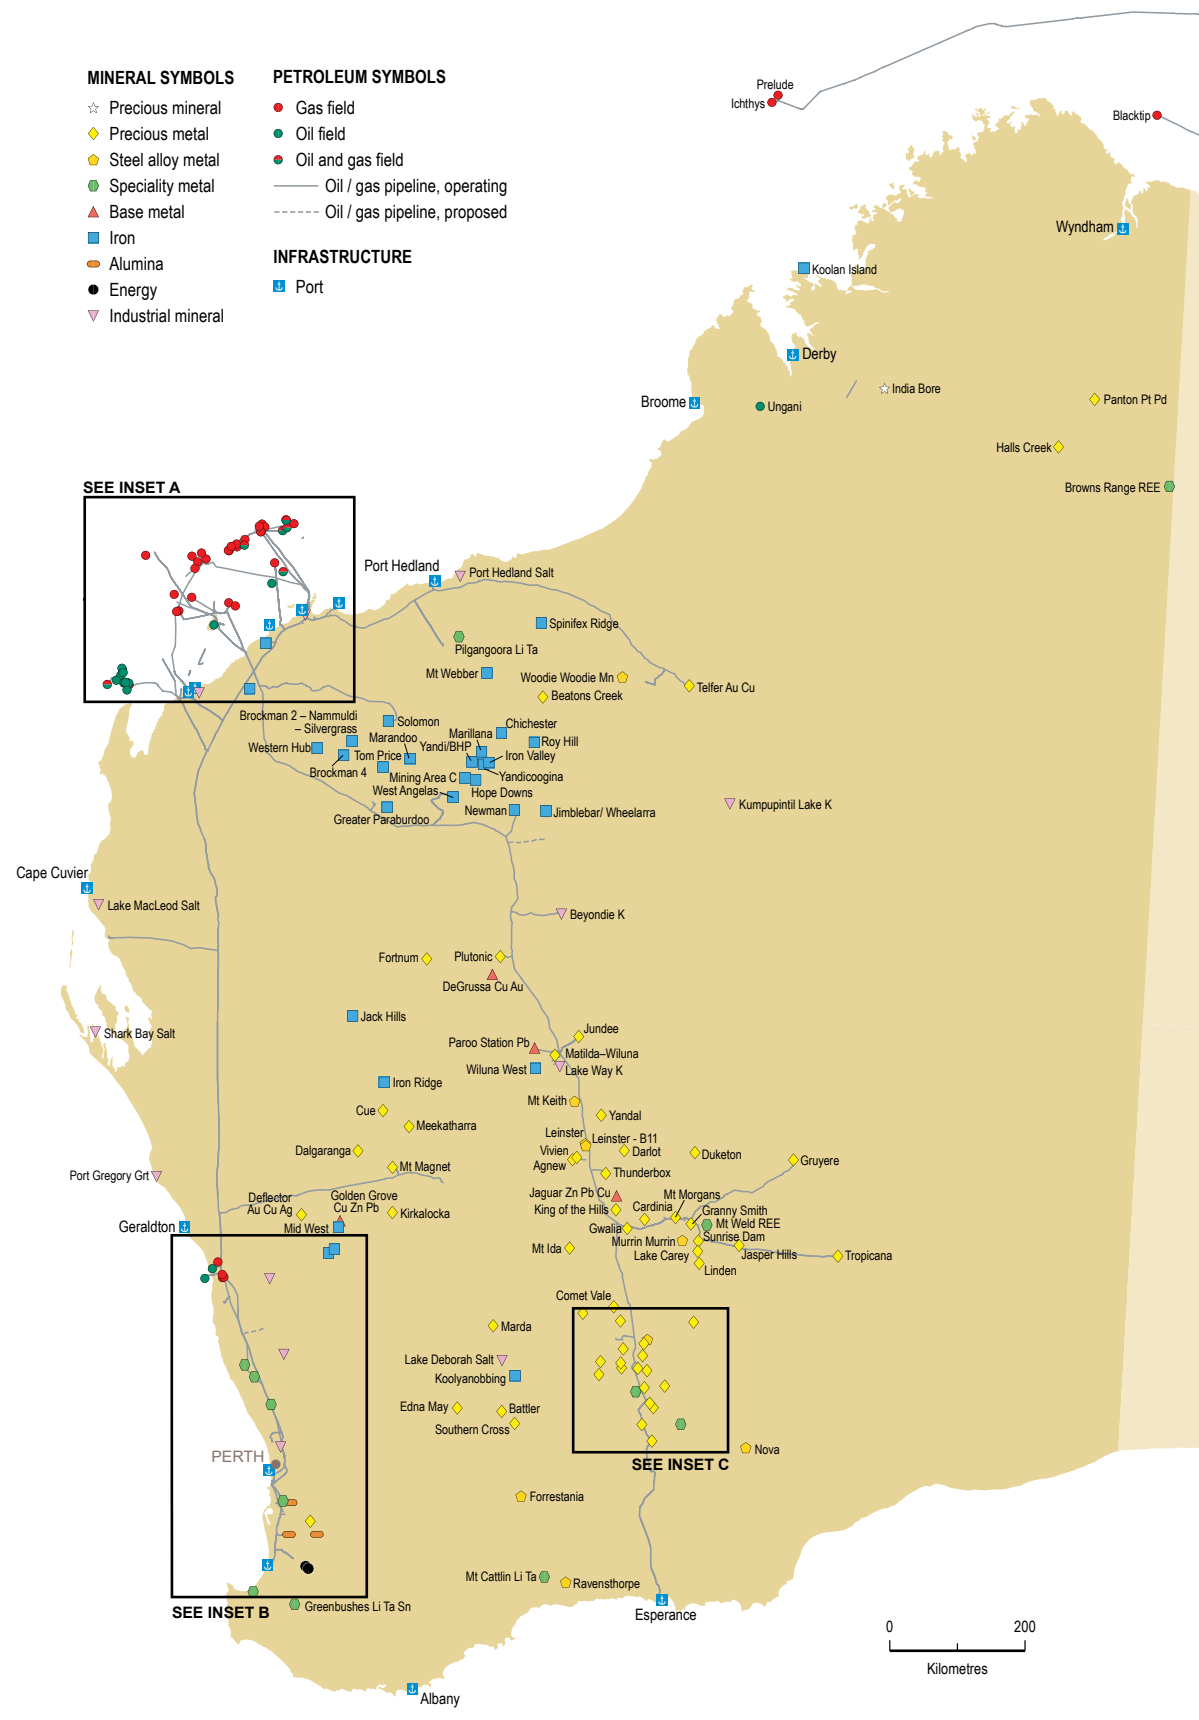 MINERAL SYMBOLS
Precious mineral
Precious metal
Steel alloy metal
Speciality metal
Base metal
Iron
Alumina
Energy
Industrial mineral
PETROLEUM SYMBOLS
Gas field
Oil field
Oil and gas field
Oil / gas pipeline, operating
Oil / gas pipeline, proposed
INFRASTRUCTURE
Port
Prelude
Ichthys
Blacktip
Wyndham
Koolan Island
Derby
India Bore
Broome
Ungani
Panton Pt Pd
Halls Creek
Browns Range REE
SEE INSET A
Port Hedland
Port Hedland Salt
Spinifex Ridge
Pilgangoora Li Ta
Mt Webber
Woodie Woodie Mn
Telfer Au Cu
Beatons Creek
Brockman 2 – Nammuldi
– Silvergrass
Solomon
Chichester
Marandoo
Marillana
Roy Hill
Western Hub
Yandi/BHP
Tom Price
Iron Valley
Brockman 4
Mining Area C
Yandicoogina
West Angelas
Hope Downs
Kumpupintil Lake K
Newman
Jimblebar/ Wheelarra
Greater Paraburdoo
Cape Cuvier
Lake MacLeod Salt
Beyondie K
Fortnum
Plutonic
DeGrussa Cu Au
Jack Hills
Shark Bay Salt
Jundee
Paroo Station Pb
Matilda–Wiluna
Wiluna West
Lake Way K
Iron Ridge
Mt Keith
Cue
Yandal
Meekatharra
Leinster
Leinster - B11
Dalgaranga
Vivien
Darlot
Duketon
Agnew
Gruyere
Mt Magnet
Thunderbox
Port Gregory Grt
Jaguar Zn Pb Cu
Mt Morgans
Deflector
Au Cu Ag
Golden Grove
Cu Zn Pb
Kirkalocka
King of the Hills
Cardinia
Granny Smith
Geraldton
Mid West
Gwalia
Mt Weld REE
Murrin Murrin
Sunrise Dam
Mt Ida
Lake Carey
Jasper Hills
Tropicana
Linden
Comet Vale
Marda
Lake Deborah Salt
Koolyanobbing
Edna May
Battler
Southern Cross
PERTH
Nova
SEE INSET C
Forrestania
Mt Cattlin Li Ta
Ravensthorpe
Greenbushes Li Ta Sn
SEE INSET B
Esperance
0
200
Kilometres
Albany